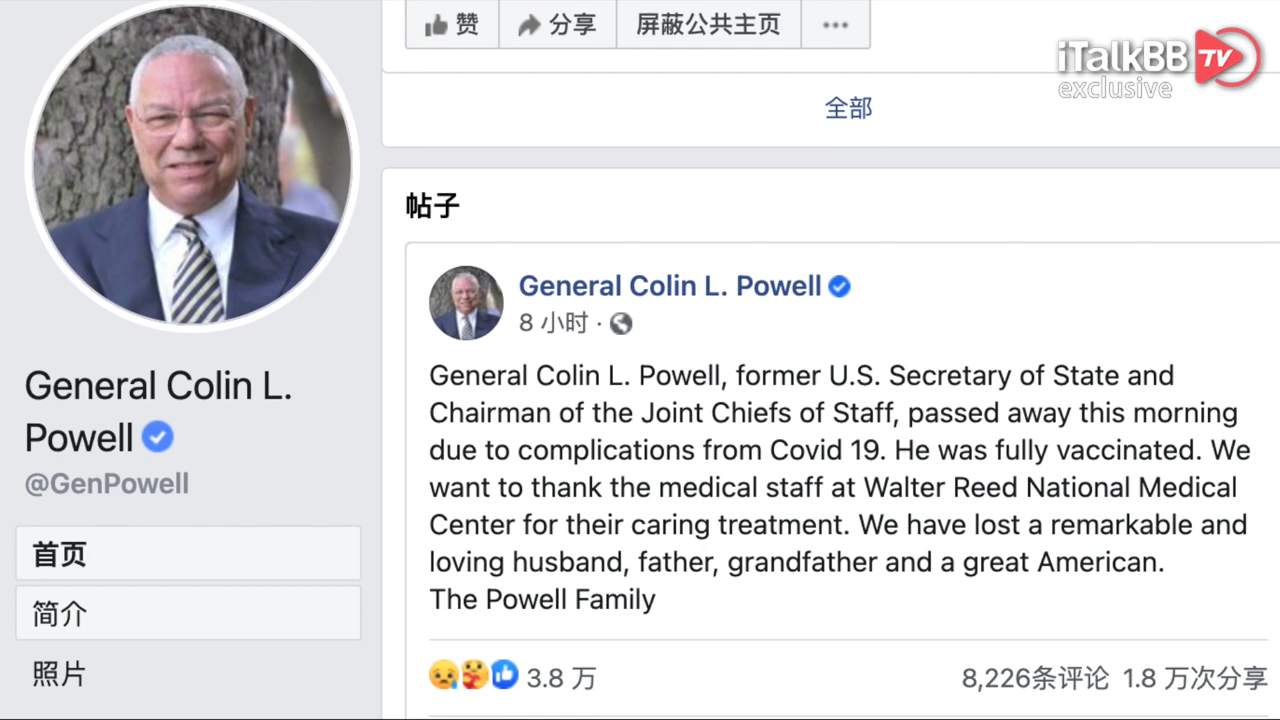 赞
分享
屏蔽公共主页
iTalkBB TV
exclusive
全部
帖子
General Colin L. Powell
8 小时 ·
General Colin L. Powell, former U.S. Secretary of State and
Chairman of the Joint Chiefs of Staff, passed away this morning
due to complications from Covid 19. He was fully vaccinated. We
want to thank the medical staff at Walter Reed National Medical
Center for their caring treatment. We have lost a remarkable and
loving husband, father, grandfather and a great American.
The Powell Family
3.8 万
8,226条评论 1.8 万次分享
General Colin L.
Powell
@GenPowell
首页
简介
照片